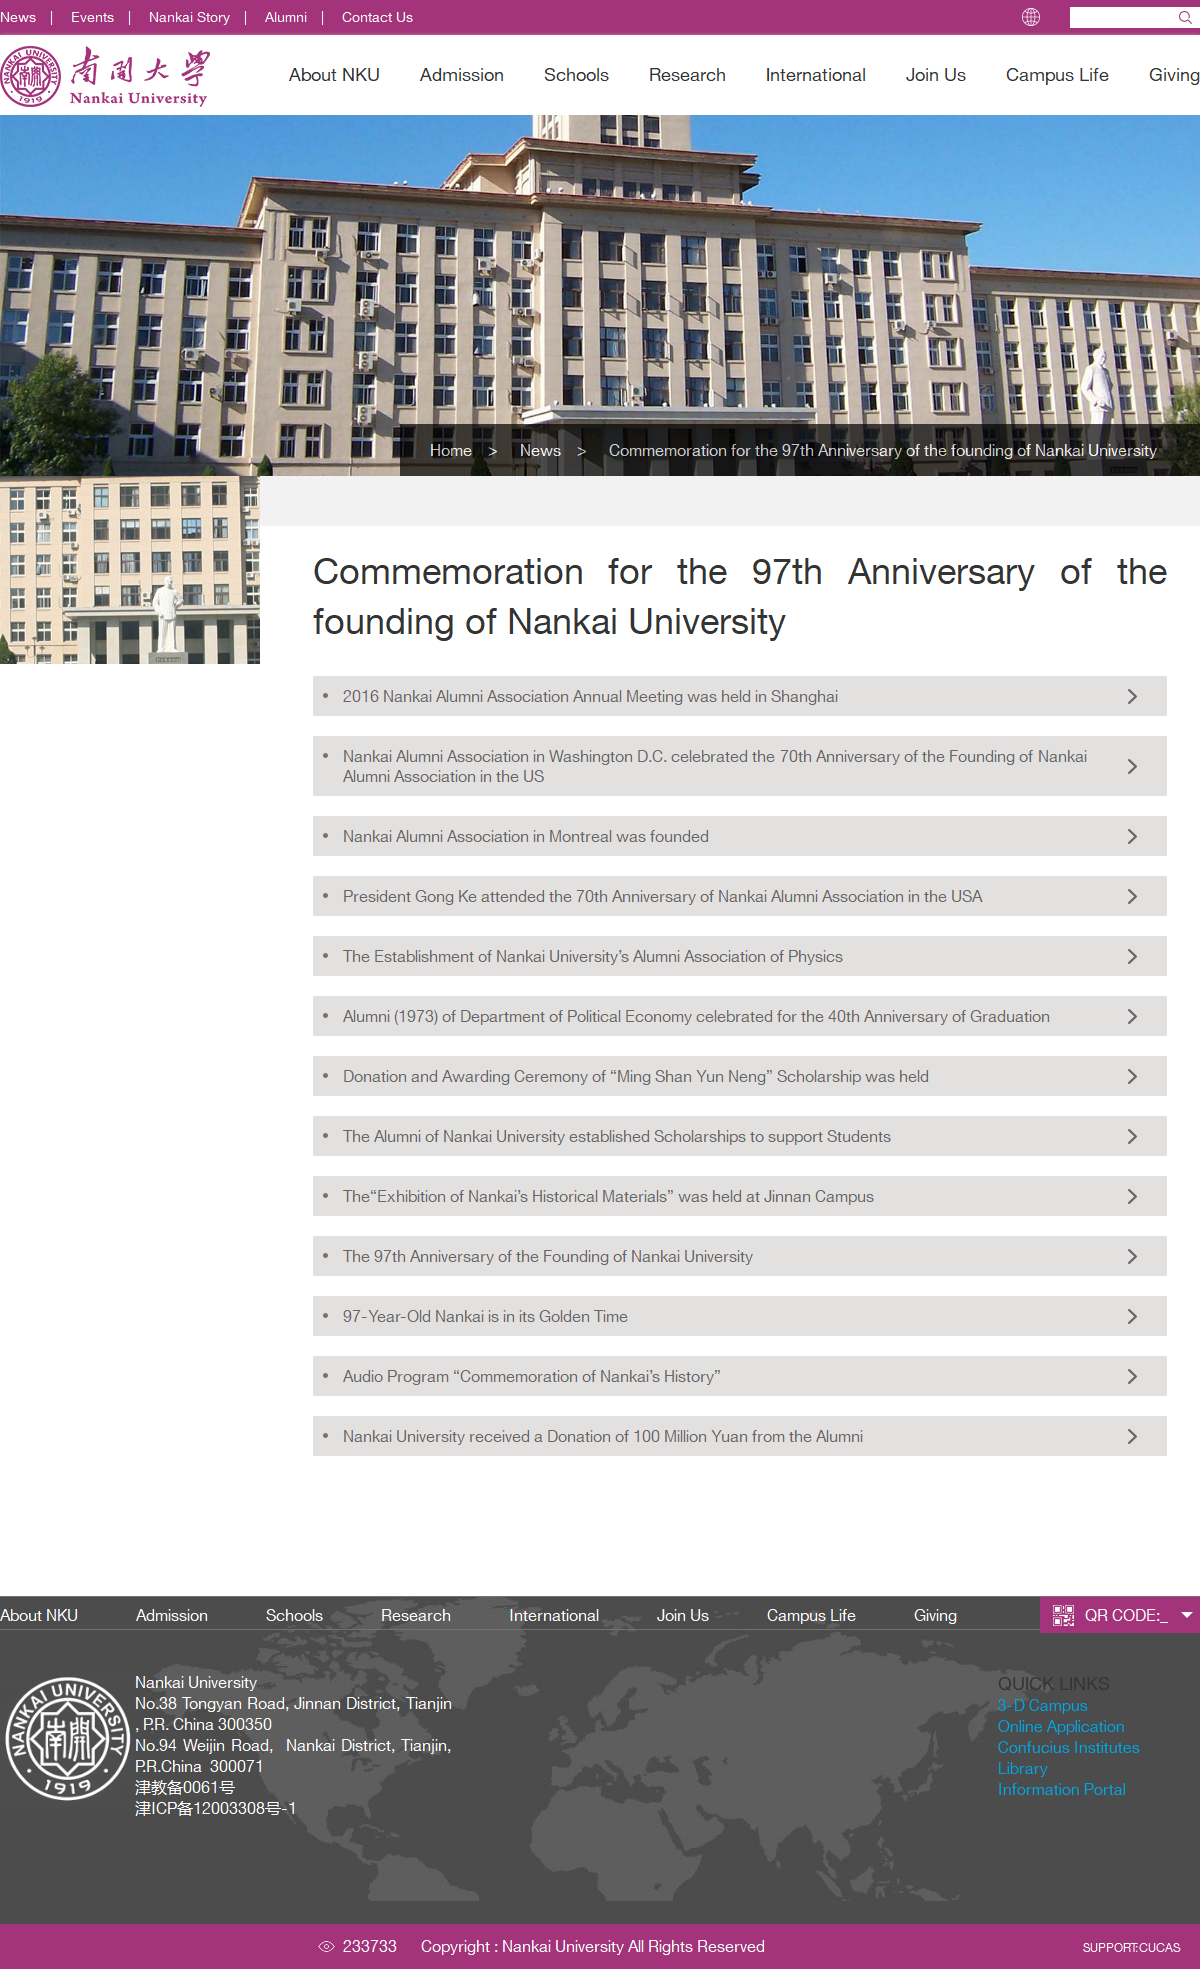 News | Events | Nankai Story | Alumni | Contact Us
NANKAI UNIVERSITY
南開
1919
南開大學
Nankai University
About NKU Admission Schools Research International Join Us Campus Life Giving
Home > News > Commemoration for the 97th Anniversary of the founding of Nankai University
Commemoration for the 97th Anniversary of the
founding of Nankai University
• 2016 Nankai Alumni Association Annual Meeting was held in Shanghai
• Nankai Alumni Association in Washington D.C. celebrated the 70th Anniversary of the Founding of Nankai
Alumni Association in the US
• Nankai Alumni Association in Montreal was founded
• President Gong Ke attended the 70th Anniversary of Nankai Alumni Association in the USA
• The Establishment of Nankai University’s Alumni Association of Physics
• Alumni (1973) of Department of Political Economy celebrated for the 40th Anniversary of Graduation
• Donation and Awarding Ceremony of “Ming Shan Yun Neng” Scholarship was held
• The Alumni of Nankai University established Scholarships to support Students
• The“Exhibition of Nankai’s Historical Materials” was held at Jinnan Campus
• The 97th Anniversary of the Founding of Nankai University
• 97-Year-Old Nankai is in its Golden Time
• Audio Program “Commemoration of Nankai’s History”
• Nankai University received a Donation of 100 Million Yuan from the Alumni
About NKU Admission Schools Research International Join Us Campus Life Giving QR CODE:_
NANKAI UNIVERSITY
南開
1919
Nankai University
No.38 Tongyan Road, Jinnan District, Tianjin
, P.R. China 300350
No.94 Weijin Road, Nankai District, Tianjin,
P.R.China 300071
津教备0061号
津ICP备12003308号-1
QUICK LINKS
3-D Campus
Online Application
Confucius Institutes
Library
Information Portal
233733 Copyright : Nankai University All Rights Reserved
SUPPORT:CUCAS